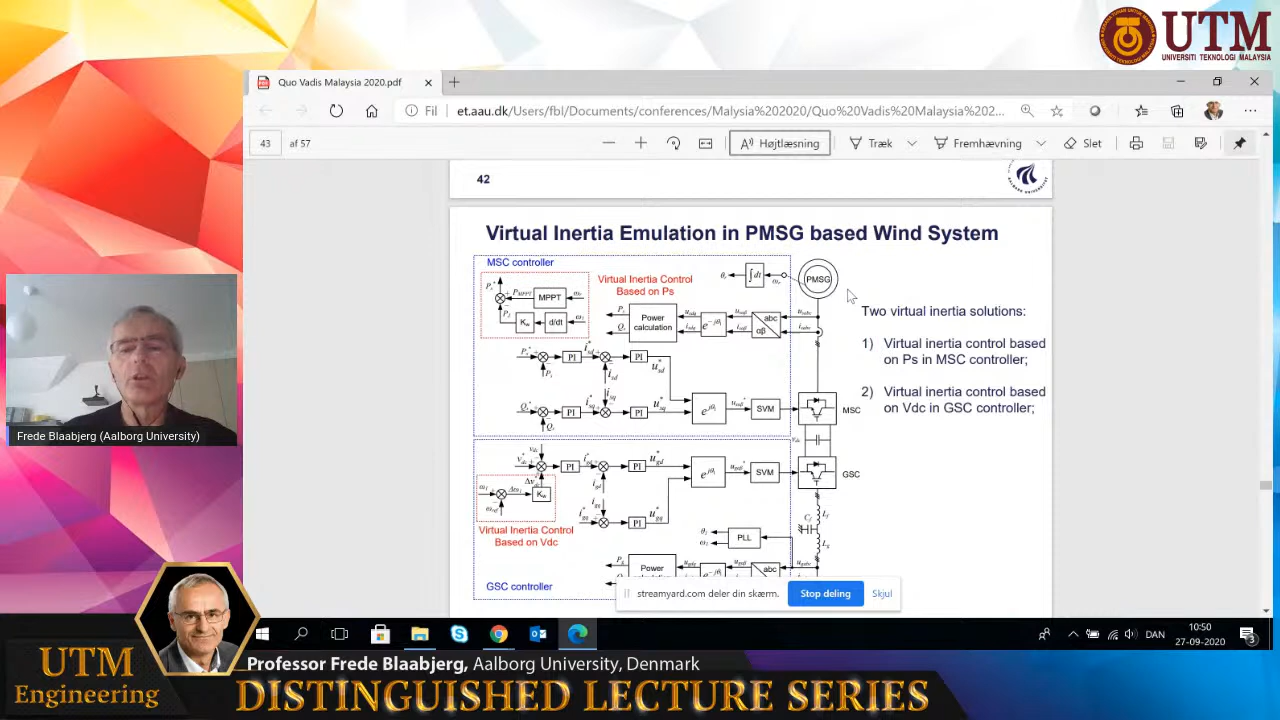 UTM
UNIVERSITI TEKNOLOGI MALAYSIA
Quo Vadis Malaysia 2020.pdf
Fil
et.aau.dk/Users/fbl/Documents/conferences/Malysia%202020/Quo%20Vadis%20Malaysia%202...
43 af 57
Højtlæsning
Træk
Fremhævning
Slet
42
Virtual Inertia Emulation in PMSG based Wind System
MSC controller
Virtual Inertia Control
Based on Ps
PMSG
MPPT
d/dt
Power
calculation
abc
αβ
Two virtual inertia solutions:
1) Virtual inertia control based
on Ps in MSC controller;
2) Virtual inertia control based
on Vdc in GSC controller;
PI
PI
PI
PI
SVM
MSC
PI
PI
SVM
GSC
PI
Virtual Inertia Control
Based on Vdc
PLL
Power
abc
GSC controller
streamyard.com deler din skærm.
Stop deling
Skjul
Frede Blaabjerg (Aalborg University)
DAN
10:50
27-09-2020
UTM
Engineering
Professor Frede Blaabjerg, Aalborg University, Denmark
DISTINGUISHED LECTURE SERIES